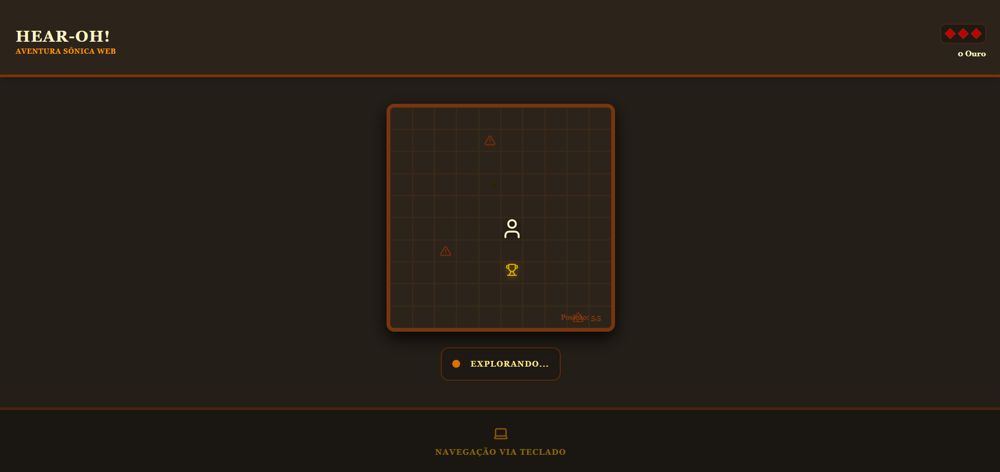 HEAR-OH!
AVENTURA SÔNICA WEB
0 Ouro
Posição: 5,5
EXPLORANDO...
NAVEGAÇÃO VIA TECLADO